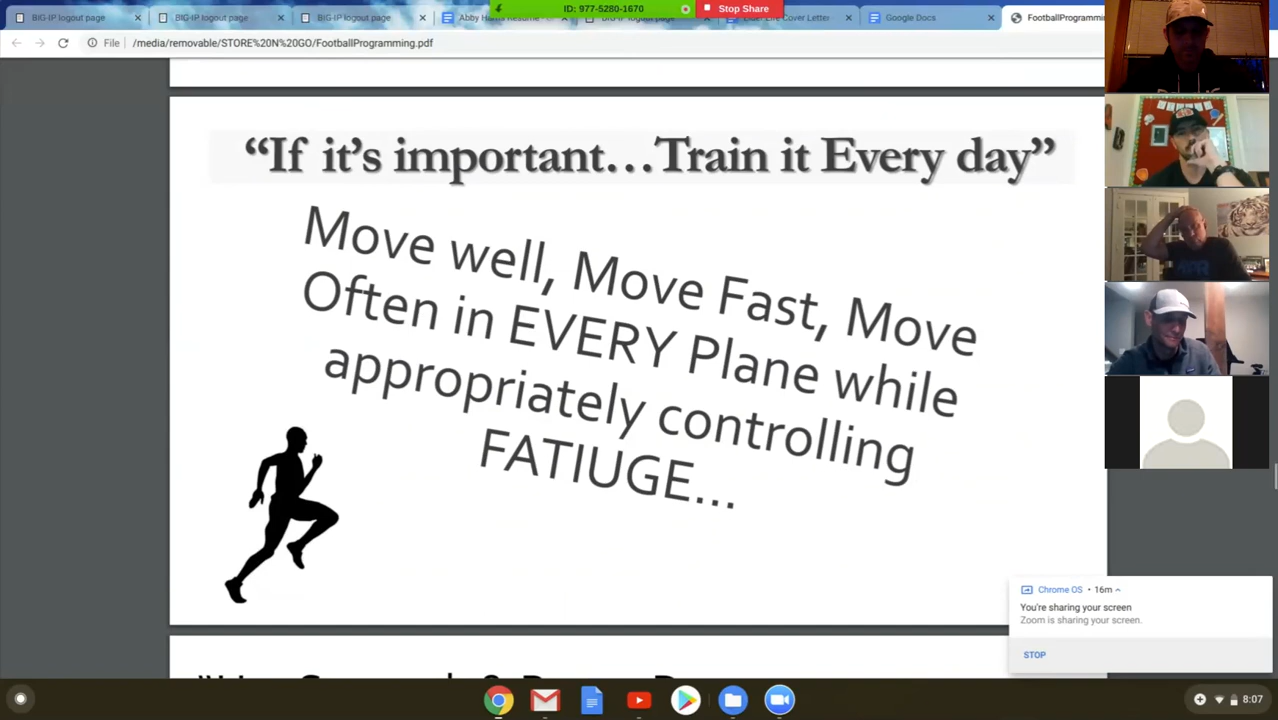 BIG-IP logout page
BIG-IP logout page
BIG-IP logout page
ID: 977-5280-1670
Stop Share
Google Docs
FootballProgramming
File
/media/removable/STORE%20N%20GO/FootballProgramming.pdf
“If it’s important…Train it Every day”
Move well, Move Fast, Move
Often in EVERY Plane while
appropriately controlling
FATIUGE…
Chrome OS • 16m
You're sharing your screen
Zoom is sharing your screen.
STOP
8:07